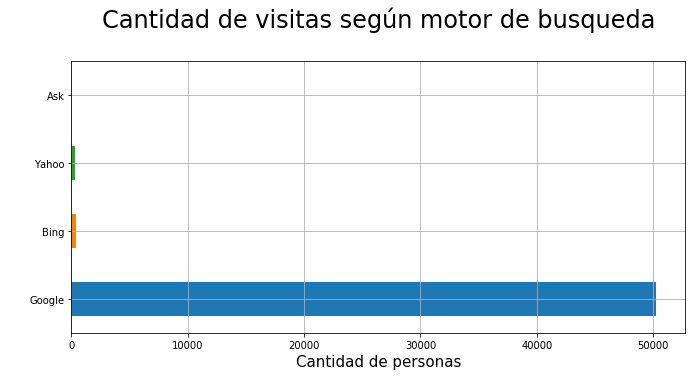 Cantidad de visitas según motor de busqueda
Ask
Yahoo
Bing
Google
0 10000 20000 30000 40000 50000
Cantidad de personas